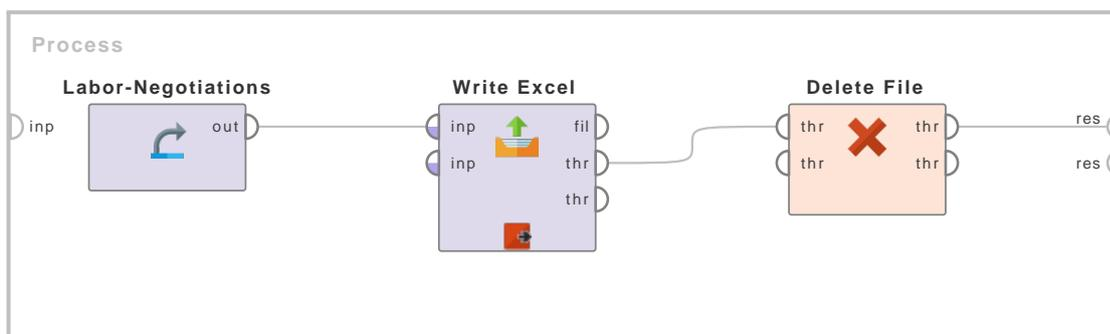 Process
Labor-Negotiations Write Excel Delete File
inp out inp fil thr thr res
inp thr thr thr res
thr